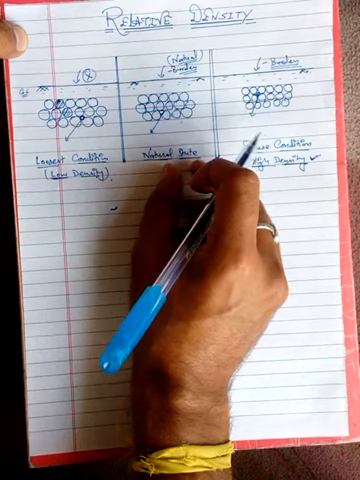 RELATIVE DENSITY
(Natural)
Burden
- Burden
Loosest Condition
(Low Density).
Natural State
Condition
High Density ✓